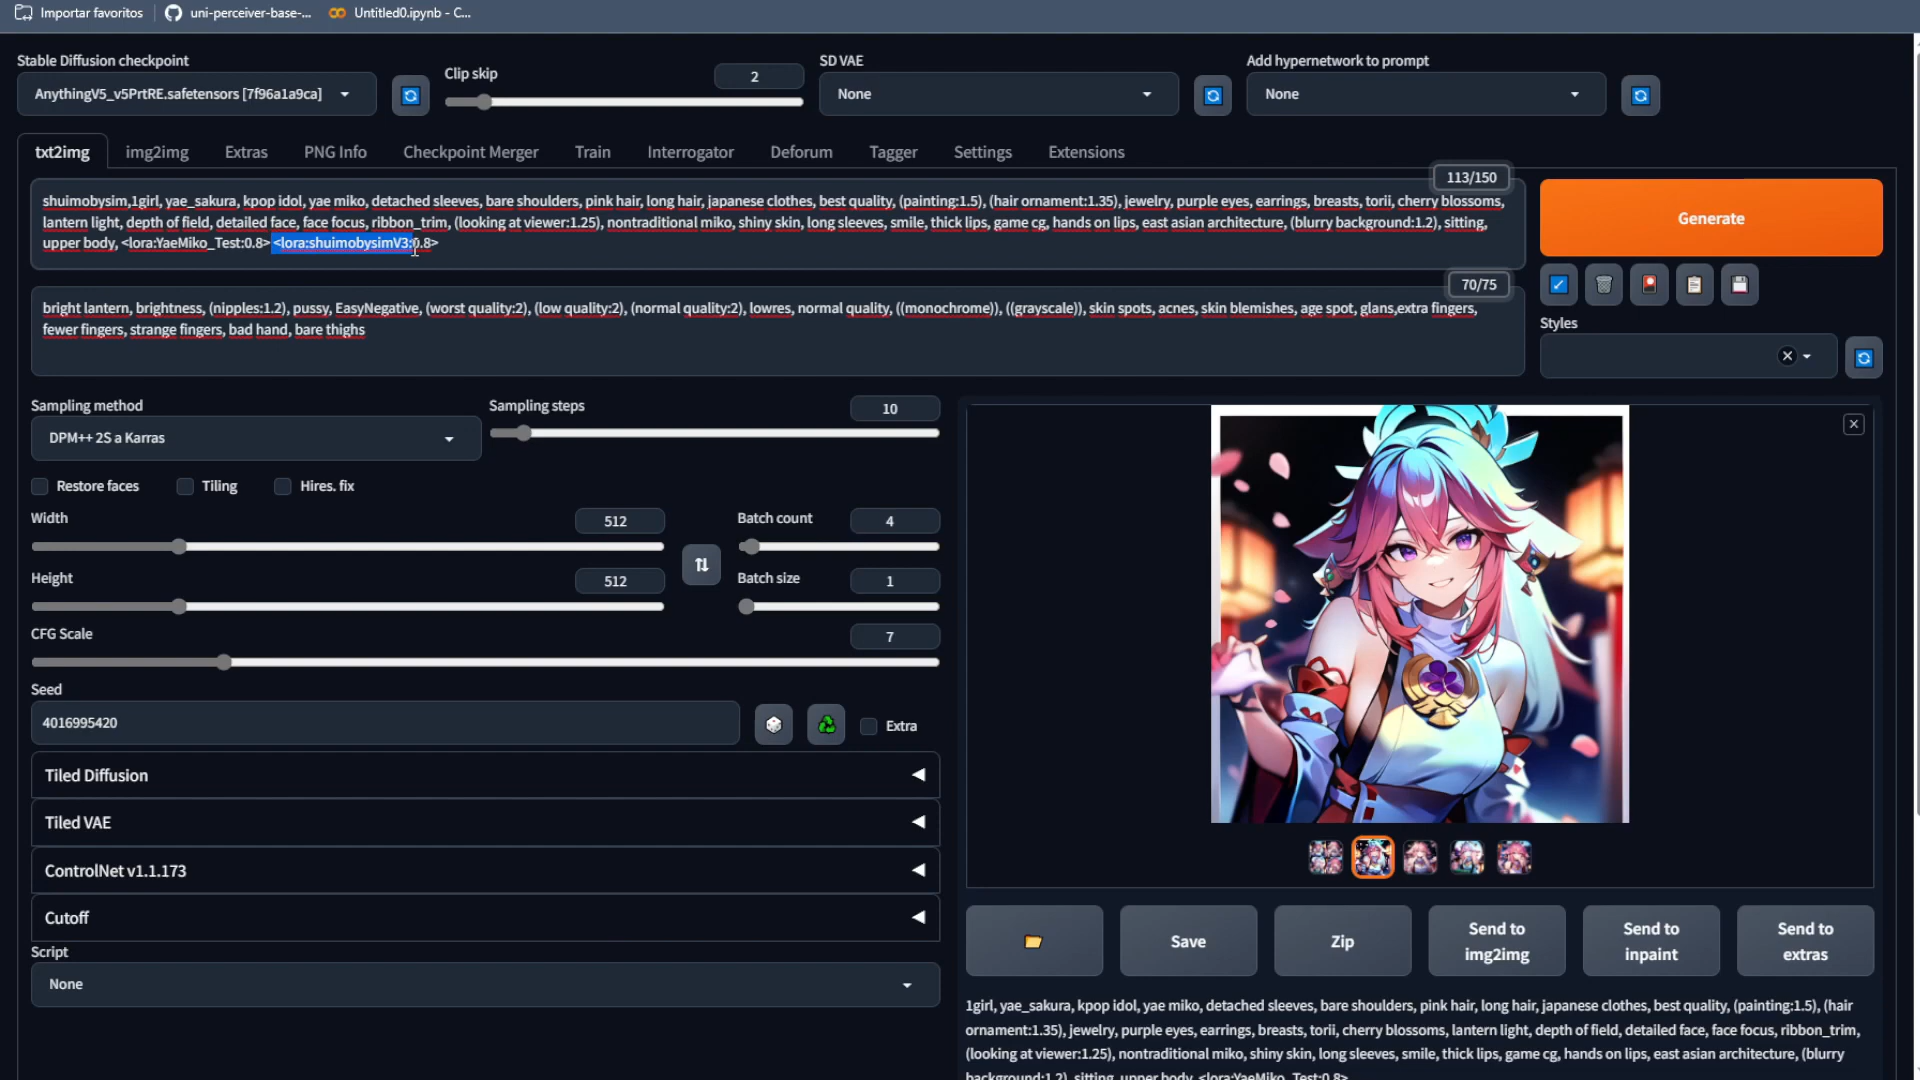 Importar favoritos uni-perceiver-base-... Untitled0.ipynb - C...
Stable Diffusion checkpoint
AnythingV5_v5PrtRE.safetensors [7f96a1a9ca]
Clip skip
2
SD VAE
None
Add hypernetwork to prompt
None
txt2img img2img Extras PNG Info Checkpoint Merger Train Interrogator Deforum Tagger Settings Extensions
113/150
shuimobysim,1girl, yae_sakura, kpop idol, yae miko, detached sleeves, bare shoulders, pink hair, long hair, japanese clothes, best quality, (painting:1.5), (hair ornament:1.35), jewelry, purple eyes, earrings, breasts, torii, cherry blossoms,
lantern light, depth of field, detailed face, face focus, ribbon_trim, (looking at viewer:1.25), nontraditional miko, shiny skin, long sleeves, smile, thick lips, game cg, hands on lips, east asian architecture, (blurry background:1.2), sitting,
upper body, <lora:YaeMiko_Test:0.8> <lora:shuimobysimV3:0.8>
Generate
70/75
bright lantern, brightness, (nipples:1.2), pussy, EasyNegative, (worst quality:2), (low quality:2), (normal quality:2), lowres, normal quality, ((monochrome)), ((grayscale)), skin spots, acnes, skin blemishes, age spot, glans,extra fingers,
fewer fingers, strange fingers, bad hand, bare thighs
Styles
Sampling method
DPM++ 2S a Karras
Sampling steps
10
Restore faces Tiling Hires. fix
Width
512
Batch count
4
Height
512
Batch size
1
CFG Scale
7
Seed
4016995420
Extra
Tiled Diffusion
Tiled VAE
ControlNet v1.1.173
Cutoff
Script
None
Save
Zip
Send to
img2img
Send to
inpaint
Send to
extras
1girl, yae_sakura, kpop idol, yae miko, detached sleeves, bare shoulders, pink hair, long hair, japanese clothes, best quality, (painting:1.5), (hair
ornament:1.35), jewelry, purple eyes, earrings, breasts, torii, cherry blossoms, lantern light, depth of field, detailed face, face focus, ribbon_trim,
(looking at viewer:1.25), nontraditional miko, shiny skin, long sleeves, smile, thick lips, game cg, hands on lips, east asian architecture, (blurry
background:1.2), sitting, upper body, <lora:YaeMiko_Test:0.8>